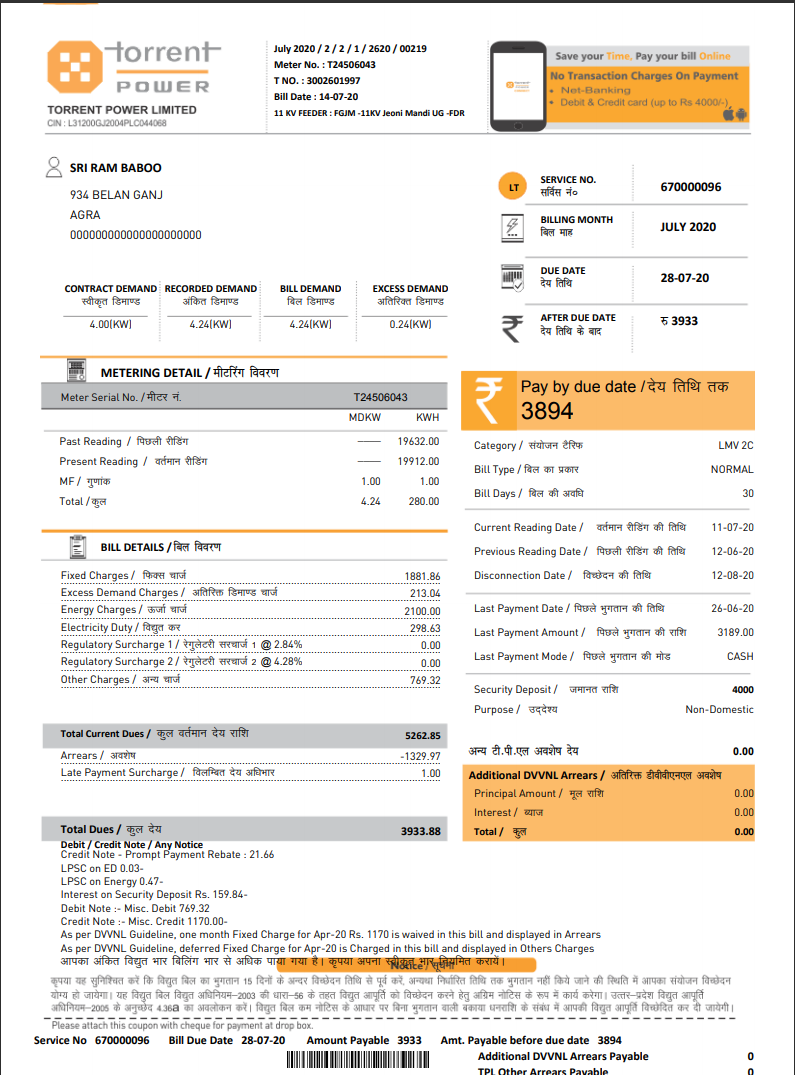 torrent
POWER
TORRENT POWER LIMITED
CIN : L31200GJ2004PLC044068
July 2020 / 2 / 2 / 1 / 2620 / 00219
Meter No. : T24506043
T NO. : 3002601997
Bill Date : 14-07-20
11 KV FEEDER : FGJM -11KV Jeoni Mandi UG -FDR
Save your Time, Pay your bill Online
No Transaction Charges On Payment
• Net-Banking
• Debit & Credit card (up to Rs 4000/-)
SRI RAM BABOO
934 BELAN GANJ
AGRA
000000000000000000000
LT
SERVICE NO. 670000096
सर्विस नं०
BILLING MONTH JULY 2020
बिल माह
DUE DATE 28-07-20
देय तिथि
AFTER DUE DATE रु 3933
देय तिथि के बाद
CONTRACT DEMAND RECORDED DEMAND BILL DEMAND EXCESS DEMAND
स्वीकृत डिमाण्ड अंकित डिमाण्ड बिल डिमाण्ड अतिरिक्त डिमाण्ड
4.00(KW) 4.24(KW) 4.24(KW) 0.24(KW)
METERING DETAIL / मीटरिंग विवरण
Meter Serial No. / मीटर नं. T24506043
MDKW KWH
Past Reading / पिछली रीडिंग —— 19632.00
Present Reading / वर्तमान रीडिंग —— 19912.00
MF / गुणांक 1.00 1.00
Total / कुल 4.24 280.00
BILL DETAILS / बिल विवरण
Fixed Charges / फिक्स चार्ज 1881.86
Excess Demand Charges / अतिरिक्त डिमाण्ड चार्ज 213.04
Energy Charges / ऊर्जा चार्ज 2100.00
Electricity Duty / विद्युत कर 298.63
Regulatory Surcharge 1 / रेगुलेटरी सरचार्ज 1 @ 2.84% 0.00
Regulatory Surcharge 2 / रेगुलेटरी सरचार्ज 2 @ 4.28% 0.00
Other Charges / अन्य चार्ज 769.32
Total Current Dues / कुल वर्तमान देय राशि 5262.85
Arrears / अवशेष -1329.97
Late Payment Surcharge / विलम्बित देय अधिभार 1.00
Total Dues / कुल देय 3933.88
₹ Pay by due date / देय तिथि तक
3894
Category / संयोजन टैरिफ LMV 2C
Bill Type / बिल का प्रकार NORMAL
Bill Days / बिल की अवधि 30
Current Reading Date / वर्तमान रीडिंग की तिथि 11-07-20
Previous Reading Date / पिछली रीडिंग की तिथि 12-06-20
Disconnection Date / विच्छेदन की तिथि 12-08-20
Last Payment Date / पिछले भुगतान की तिथि 26-06-20
Last Payment Amount / पिछले भुगतान की राशि 3189.00
Last Payment Mode / पिछले भुगतान की मोड CASH
Security Deposit / जमानत राशि 4000
Purpose / उद्देश्य Non-Domestic
अन्य टी.पी.एल अवशेष देय 0.00
Additional DVVNL Arrears / अतिरिक्त डीवीवीएनएल अवशेष
Principal Amount / मूल राशि 0.00
Interest / ब्याज 0.00
Total / कुल 0.00
Debit / Credit Note / Any Notice
Credit Note - Prompt Payment Rebate : 21.66
LPSC on ED 0.03-
LPSC on Energy 0.47-
Interest on Security Deposit Rs. 159.84-
Debit Note :- Misc Debit 769.32
Credit Note :- Misc. Credit 1170.00-
As per DVVNL Guideline, one month Fixed Charge for Apr-20 Rs. 1170 is waived in this bill and displayed in Arrears
As per DVVNL Guideline, deferred Fixed Charge for Apr-20 is Charged in this bill and displayed in Others Charges
आपका अंकित विद्युत भार बिलिंग भार से अधिक पाया गया है। कृपया अपना स्वीकृत भार नियमित करायें।
Notice / सूचना
कृपया यह सुनिश्चित करें कि विद्युत बिल का भुगतान 15 दिनों के अन्दर विच्छेदन तिथि से पूर्व करें, अन्यथा निर्धारित तिथि तक भुगतान नहीं किये जाने की स्थिति में आपका संयोजन विच्छेदन
योग्य हो जायेगा। यह विद्युत बिल विद्युत अधिनियम-2003 की धारा-56 के तहत विद्युत आपूर्ति को विच्छेदन करने हेतु अग्रिम नोटिस के रूप में कार्य करेगा। उत्तर-प्रदेश विद्युत आपूर्ति
अधिनियम-2005 के अनुच्छेद 4.36a का अवलोकन करें। विद्युत बिल कम नोटिस के आधार पर बिना भुगतान वाली बकाया धनराशि के संबंध में आपकी विद्युत आपूर्ति विच्छेदित कर दी जायेगी।
Please attach this coupon with cheque for payment at drop box.
Service No 670000096 Bill Due Date 28-07-20 Amount Payable 3933 Amt. Payable before due date 3894
Additional DVVNL Arrears Payable 0
TPL Other Arrears Payable 0